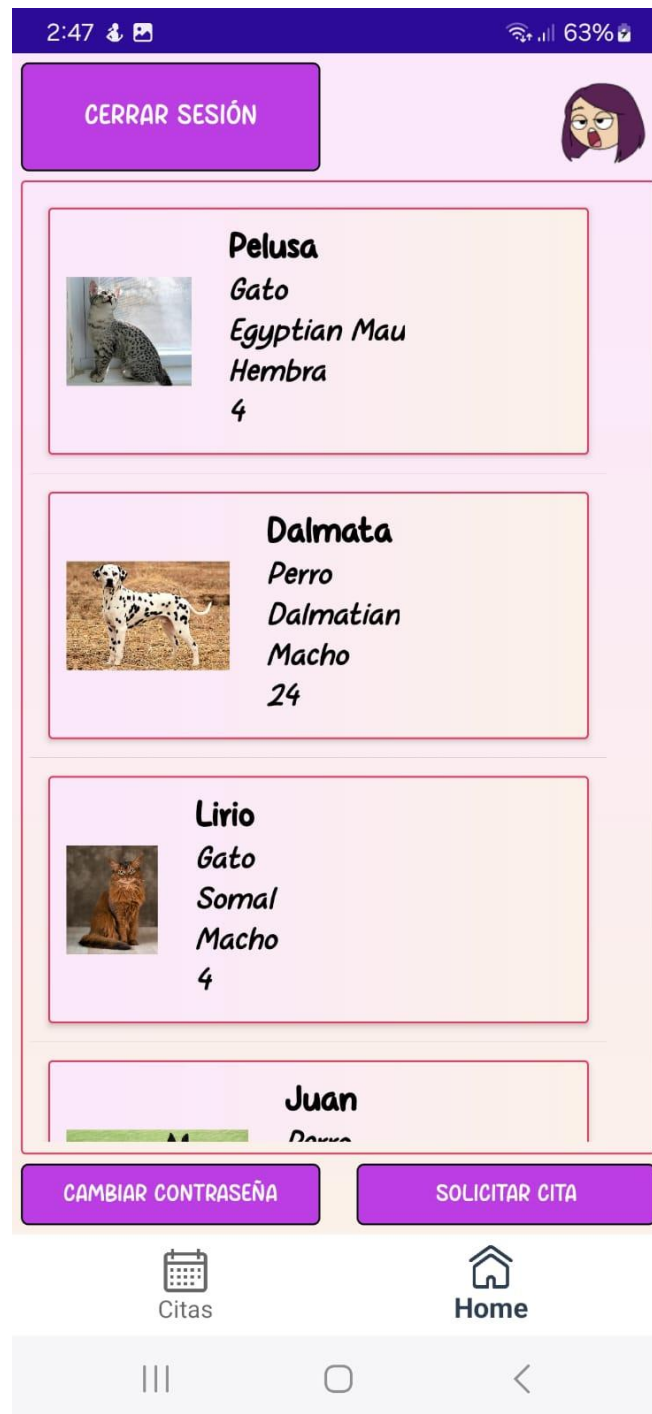 2:47 63%
CERRAR SESIÓN
Pelusa
Gato
Egyptian Mau
Hembra
4
Dalmata
Perro
Dalmatian
Macho
24
Lirio
Gato
Somal
Macho
4
Juan
Perro
CAMBIAR CONTRASEÑA SOLICITAR CITA
Citas Home